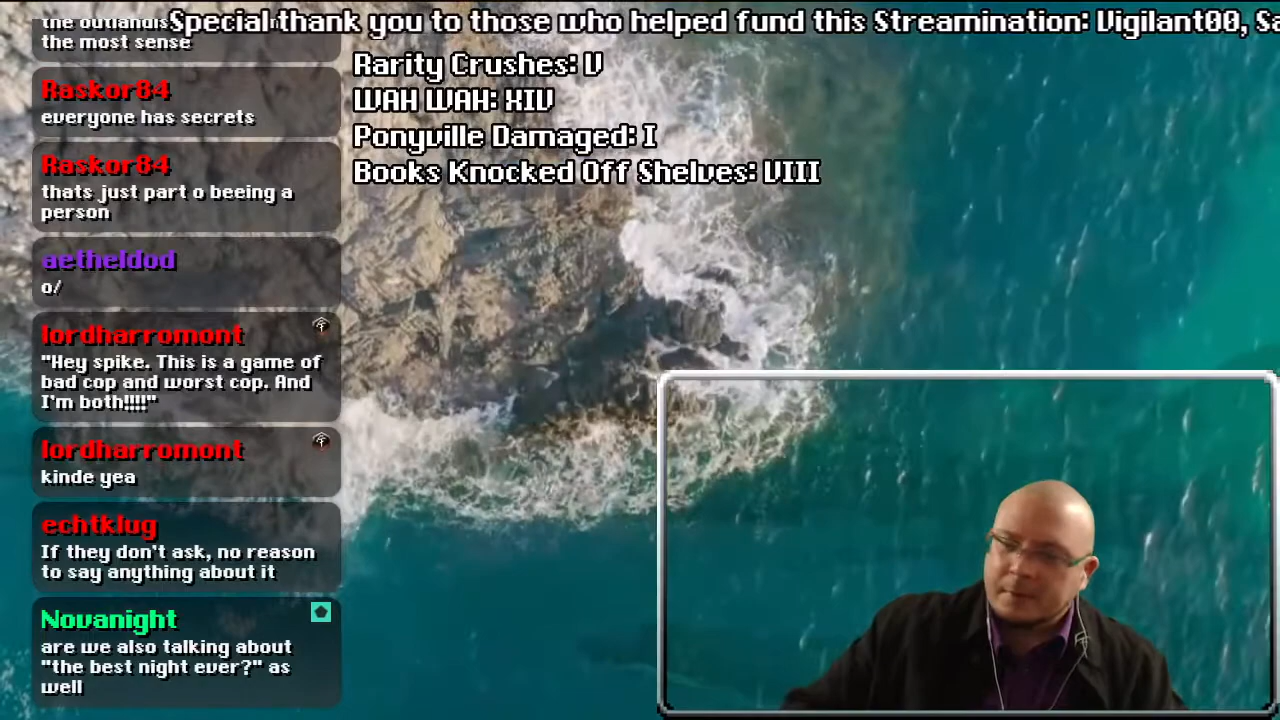 Special thank you to those who helped fund this Streamination: Vigilant00, Sa
the outlandis
the most sense
Raskor84
everyone has secrets
Raskor84
thats just part o beeing a
person
aetheldod
o/
lordharromont
"Hey spike. This is a game of
bad cop and worst cop. And
I'm both!!!!"
lordharromont
kinde yea
echtklug
If they don't ask, no reason
to say anything about it
Novanight
are we also talking about
"the best night ever?" as
well
Rarity Crushes: V
WAH WAH: XIV
Ponyville Damaged: I
Books Knocked Off Shelves: VIII